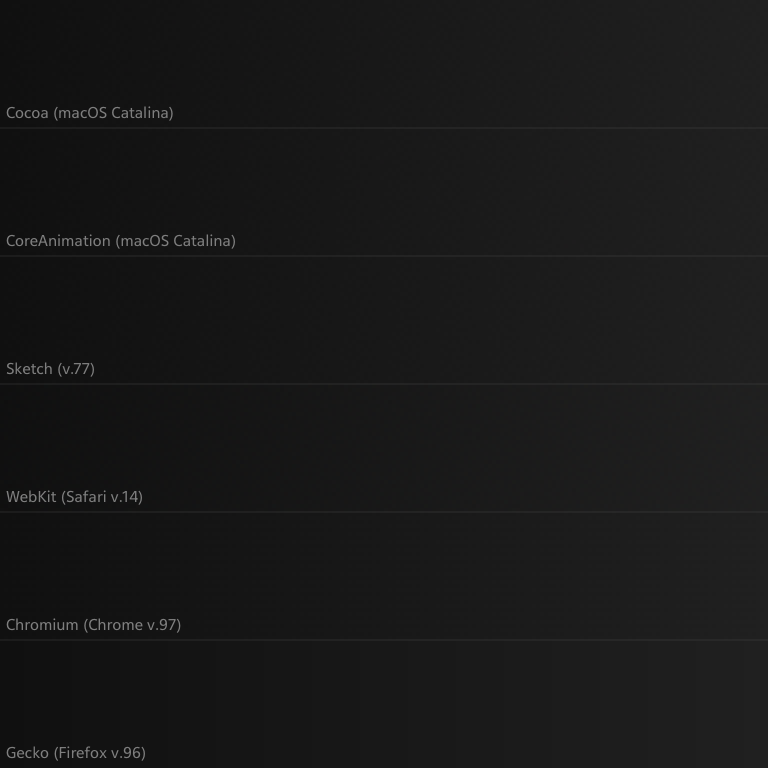 Cocoa (macOS Catalina)
CoreAnimation (macOS Catalina)
Sketch (v.77)
WebKit (Safari v.14)
Chromium (Chrome v.97)
Gecko (Firefox v.96)